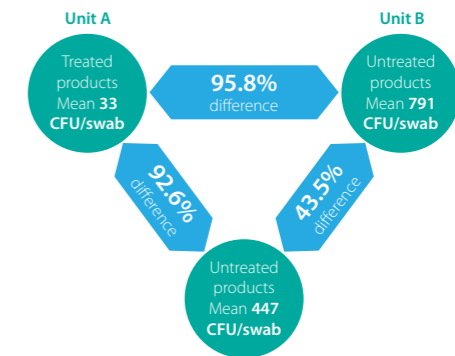 Unit A
Unit B
Treated
products
Mean 33
CFU/swab
95.8%
difference
Untreated
products
Mean 791
CFU/swab
92.6%
difference
43.5%
difference
Untreated
products
Mean 447
CFU/swab